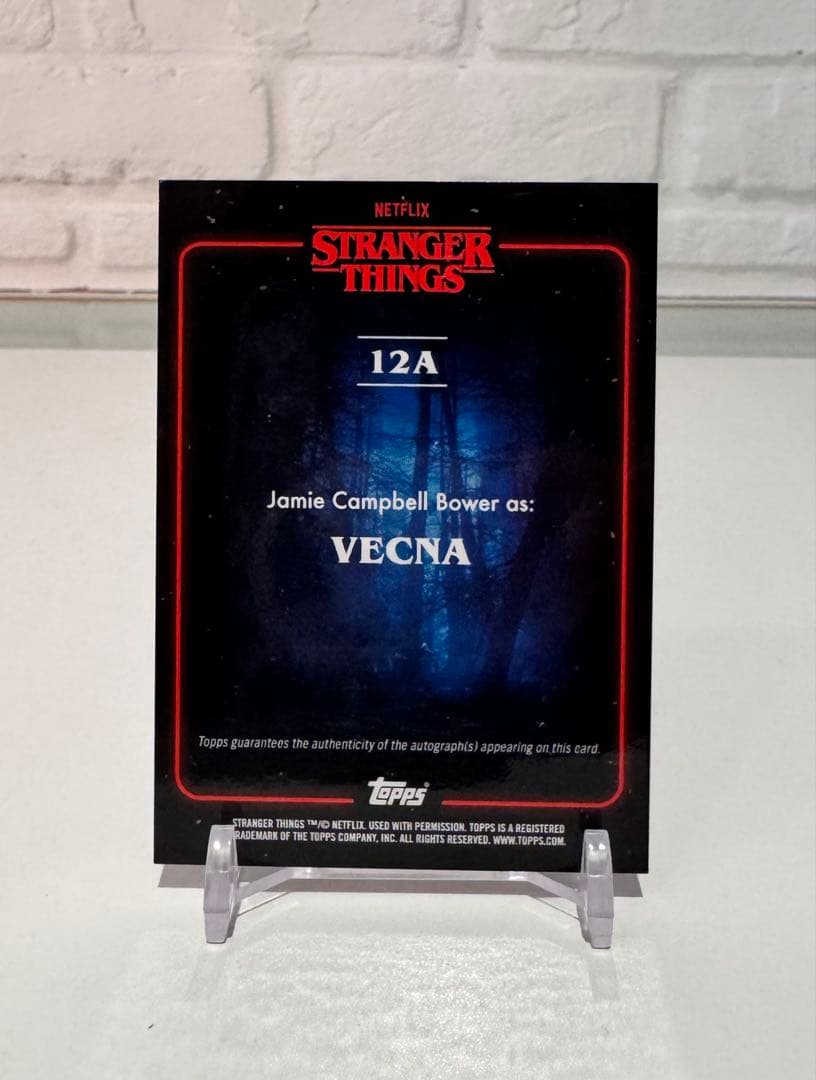 NETFLIX
STRANGER
THINGS
12A
Jamie Campbell Bower as:
VECNA
Topps guarantees the authenticity of the autograph(s) appearing on this card.
Topps
STRANGER THINGS ™/© NETFLIX. USED WITH PERMISSION. TOPPS IS A REGISTERED
RADEMARK OF THE TOPPS COMPANY, INC. ALL RIGHTS RESERVED. WWW.TOPPS.COM.